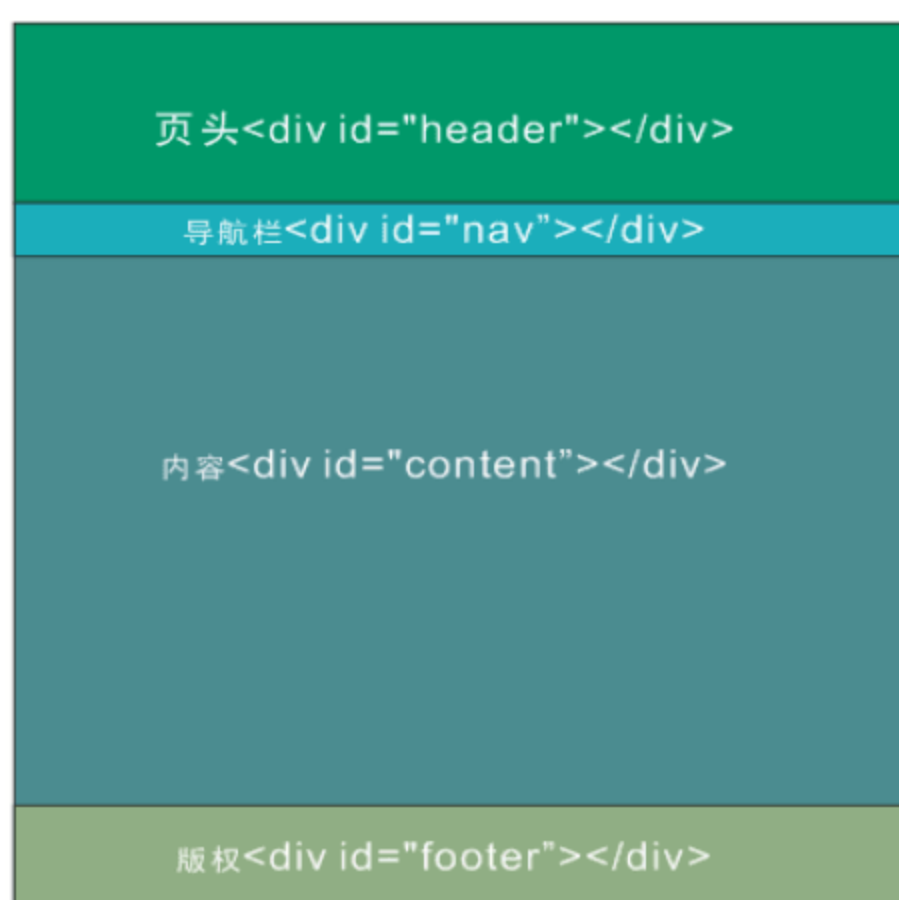 页头<div id="header"></div>
导航栏<div id="nav”></div>
内容<div id="content”></div>
版权<div id="footer”></div>